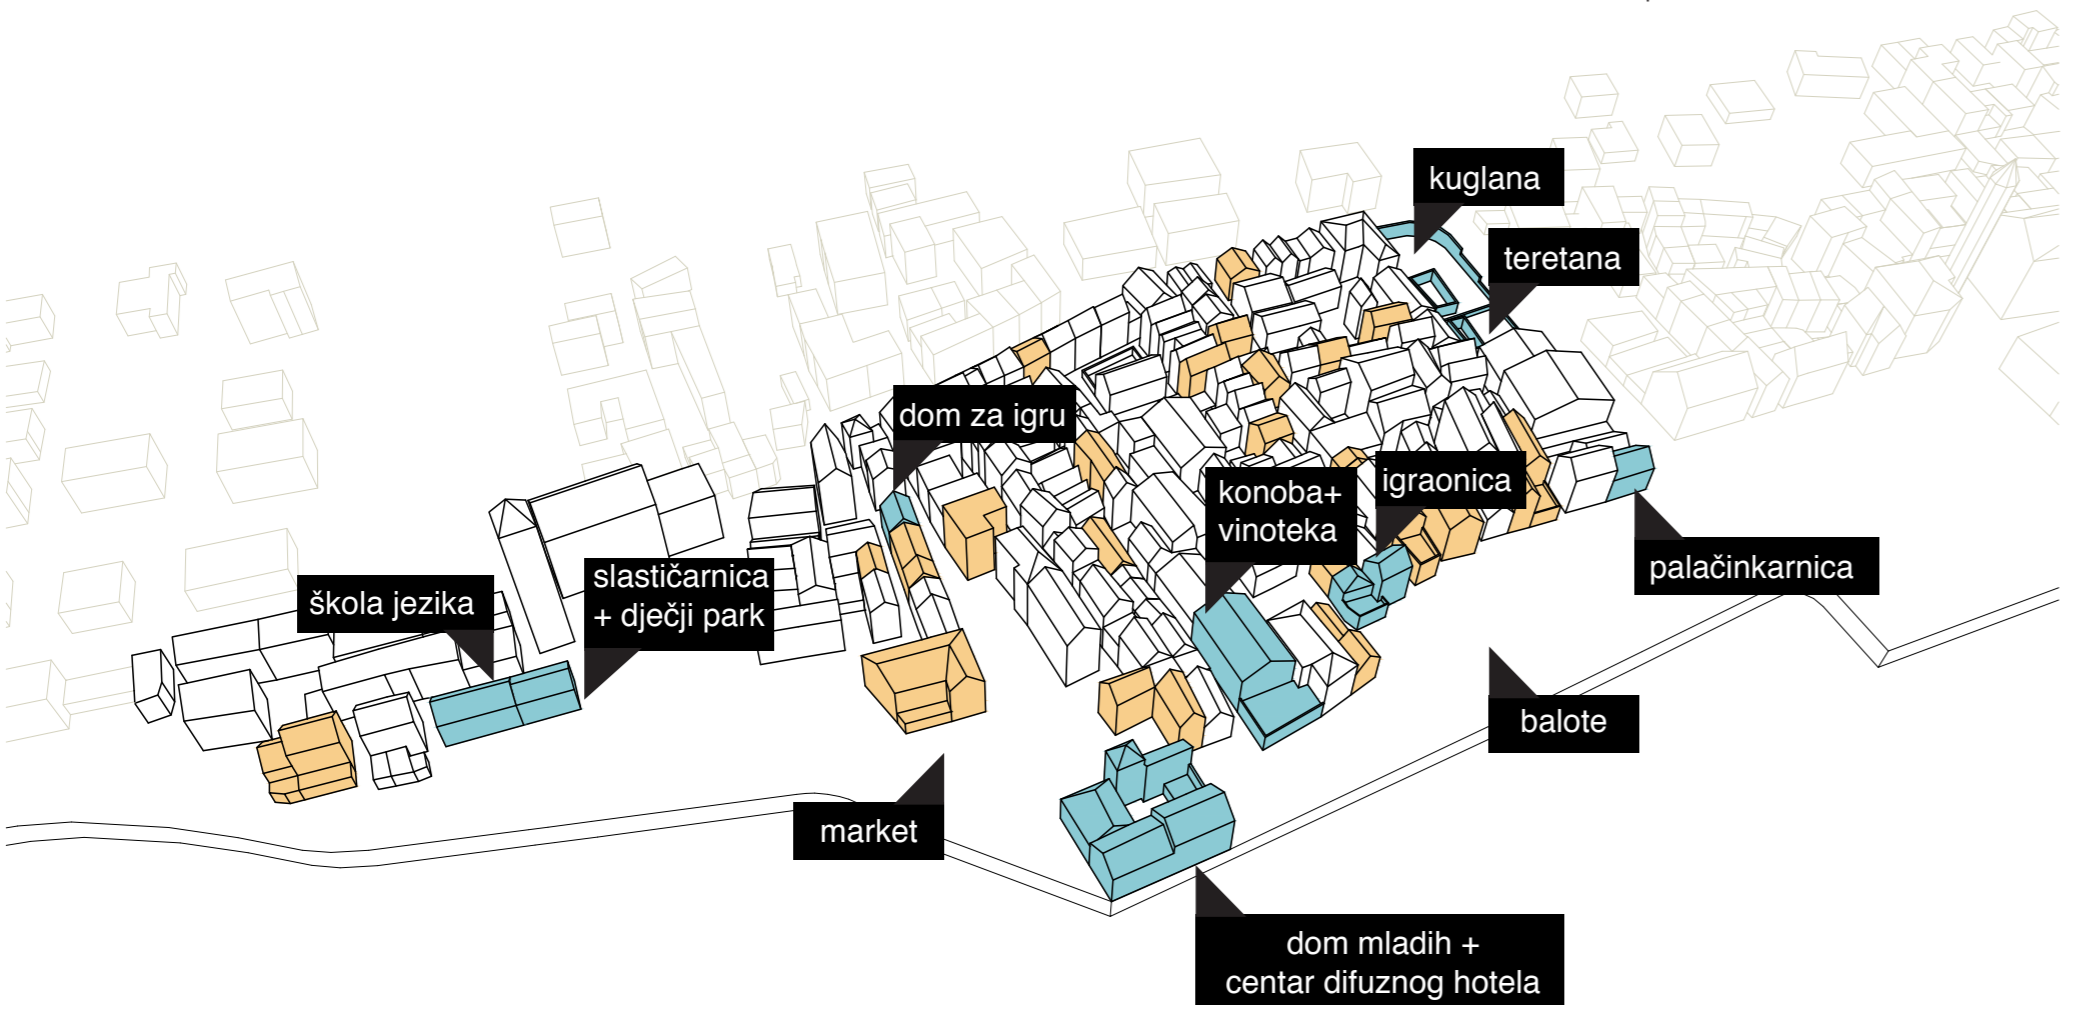 kuglana
teretana
dom za igru
konoba+
vinoteka
igraonica
palačinkarnica
škola jezika
slastičarnica
+ dječji park
balote
market
dom mladih +
centar difuznog hotela